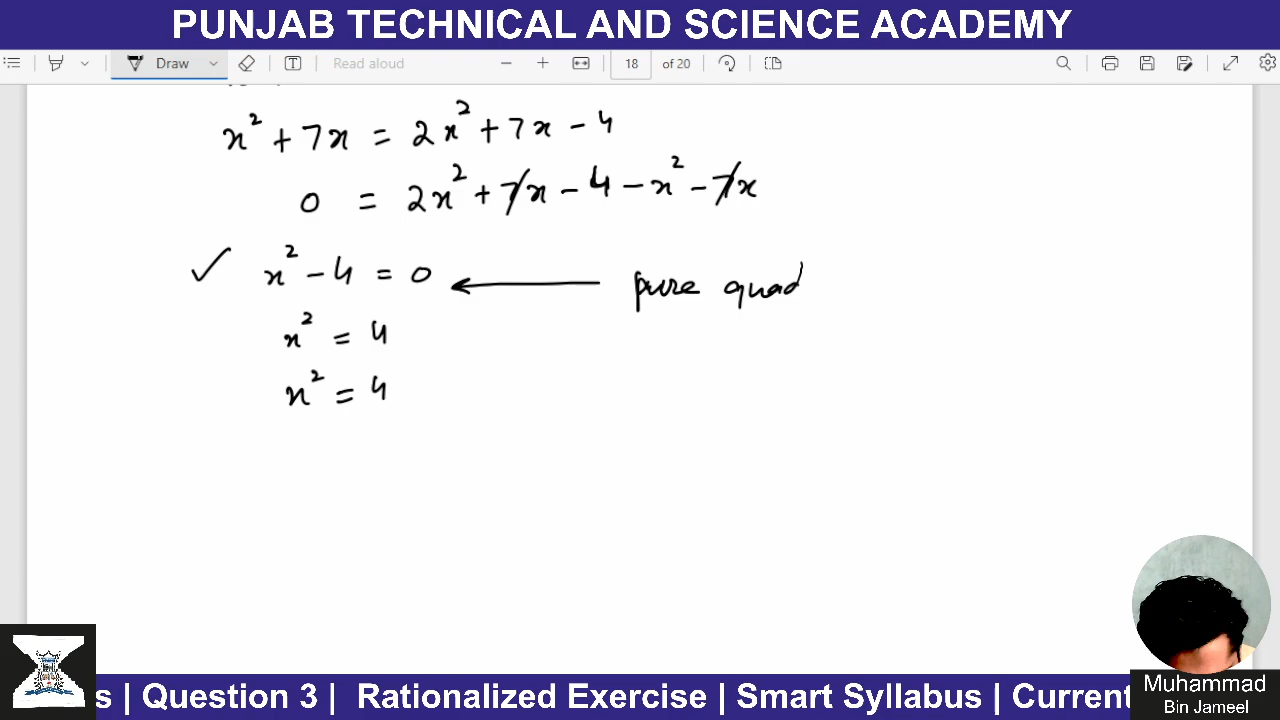 PUNJAB TECHNICAL AND SCIENCE ACADEMY
Draw
Read aloud
18 of 20
x² + 7x = 2x² + 7x - 4
0 = 2x² + 7x - 4 - x² - 7x
✓ x² - 4 = 0 ← pure quad
x² = 4
x² = 4
Muhammad
Bin Jameel
s | Question 3 | Rationalized Exercise | Smart Syllabus | Current